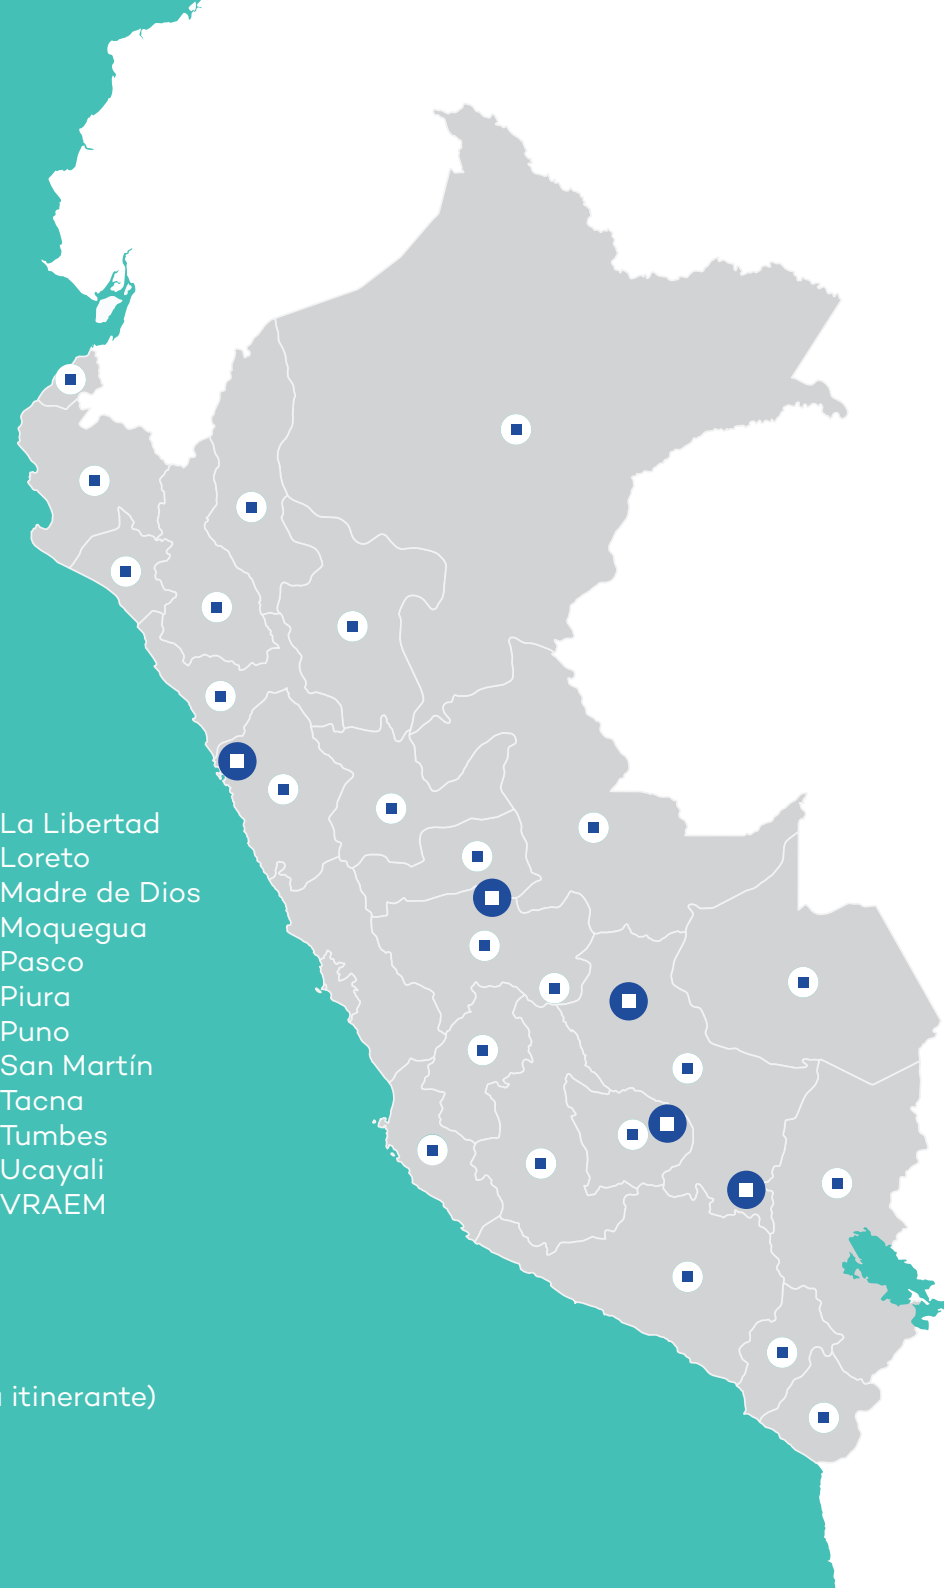 La Libertad
Loreto
Madre de Dios
Moquegua
Pasco
Piura
Puno
San Martín
Tacna
Tumbes
Ucayali
VRAEM
itinerante)